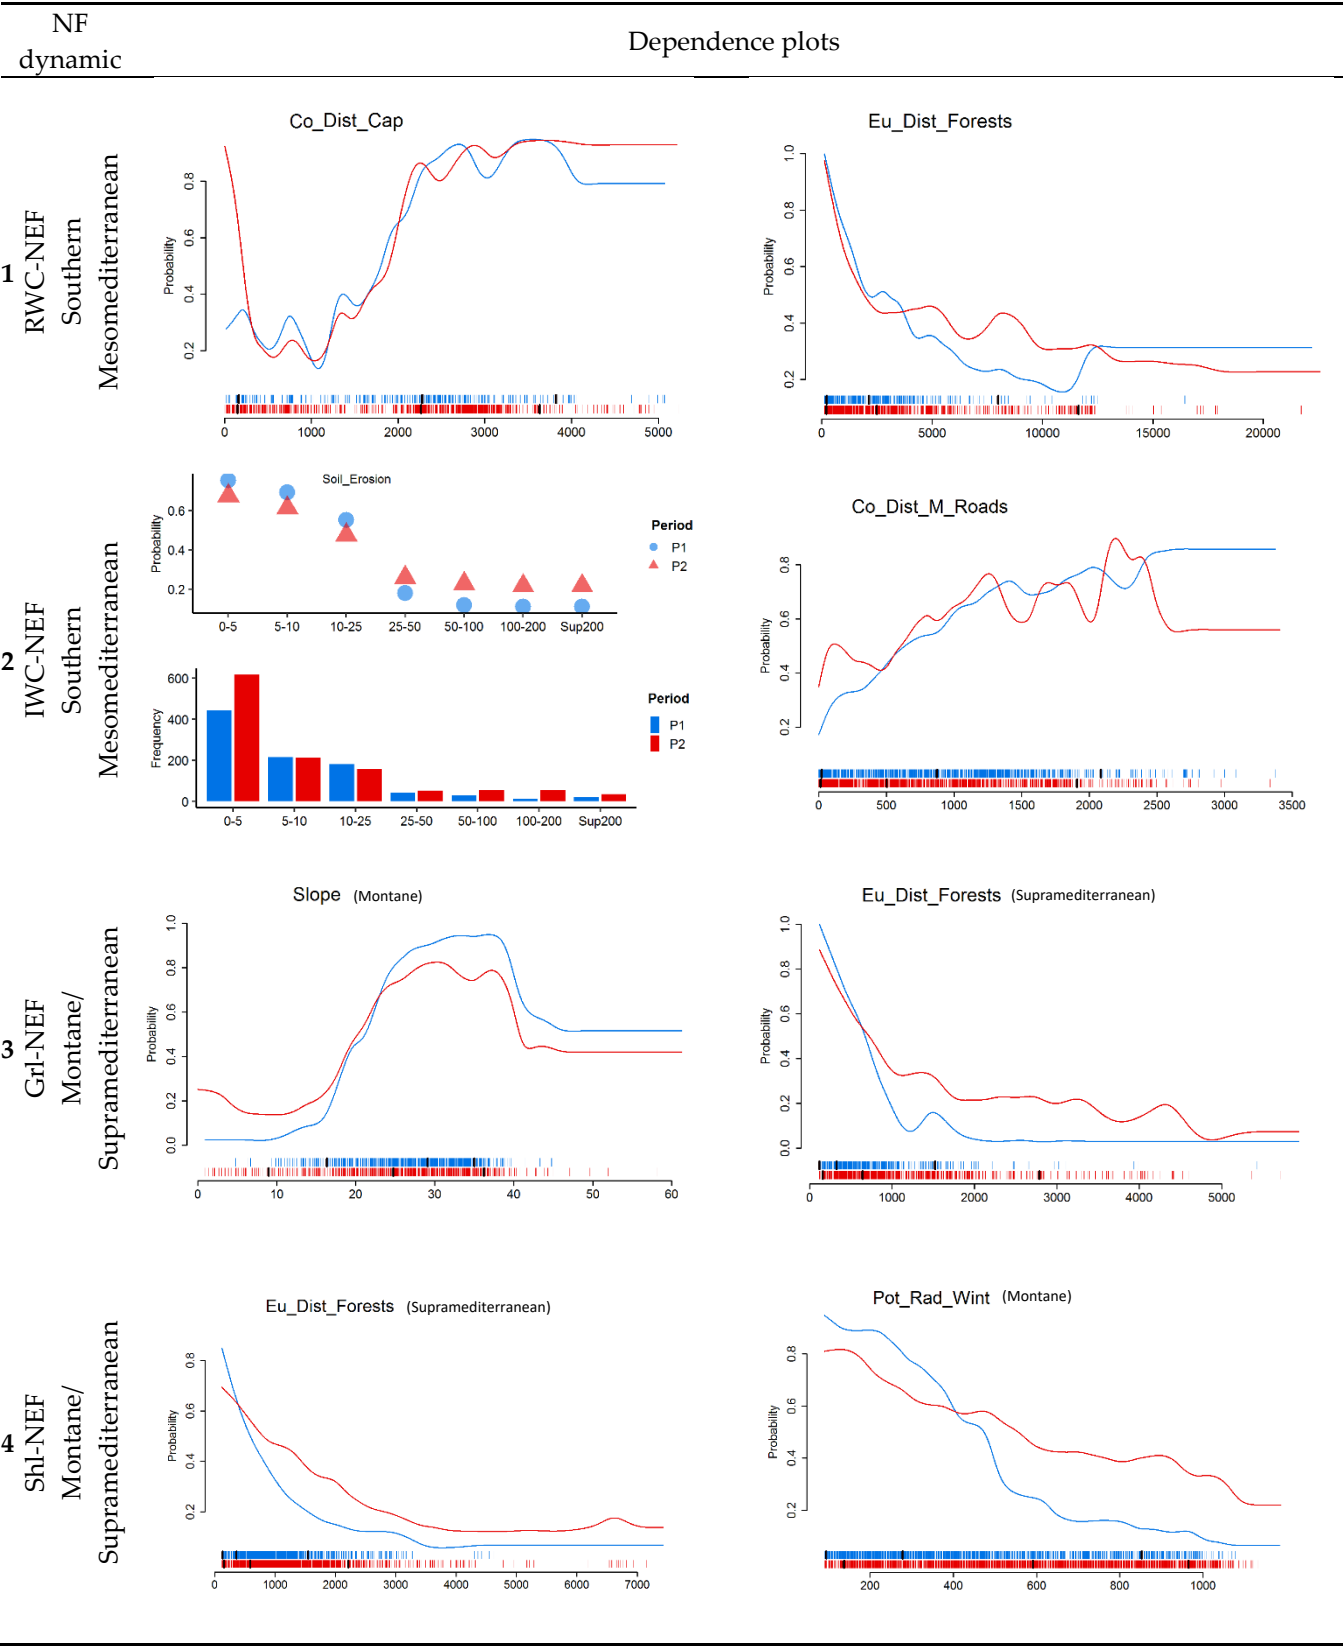 NF
dynamic
Dependence plots
1
RWC-NEF
Southern
Mesomediterranean
Co_Dist_Cap
Probability
0.8
0.6
0.4
0.2
0 1000 2000 3000 4000 5000
Eu_Dist_Forests
Probability
1.0
0.8
0.6
0.4
0.2
0 5000 10000 15000 20000
2
IWC-NEF
Southern
Mesomediterranean
Soil_Erosion
Probability
0.6
0.4
0.2
0-5 5-10 10-25 25-50 50-100 100-200 Sup200
Period
P1
P2
Frequency
600
400
200
0
0-5 5-10 10-25 25-50 50-100 100-200 Sup200
Period
P1
P2
Co_Dist_M_Roads
Probability
0.8
0.6
0.4
0.2
0 500 1000 1500 2000 2500 3000 3500
3
Grl-NEF
Montane/
Supramediterranean
Slope (Montane)
Probability
1.0
0.8
0.6
0.4
0.2
0.0
0 10 20 30 40 50 60
Eu_Dist_Forests (Supramediterranean)
Probability
1.0
0.8
0.6
0.4
0.2
0.0
0 1000 2000 3000 4000 5000
4
Shl-NEF
Montane/
Supramediterranean
Eu_Dist_Forests (Supramediterranean)
Probability
0.8
0.6
0.4
0.2
0 1000 2000 3000 4000 5000 6000 7000
Pot_Rad_Wint (Montane)
Probability
0.8
0.6
0.4
0.2
200 400 600 800 1000